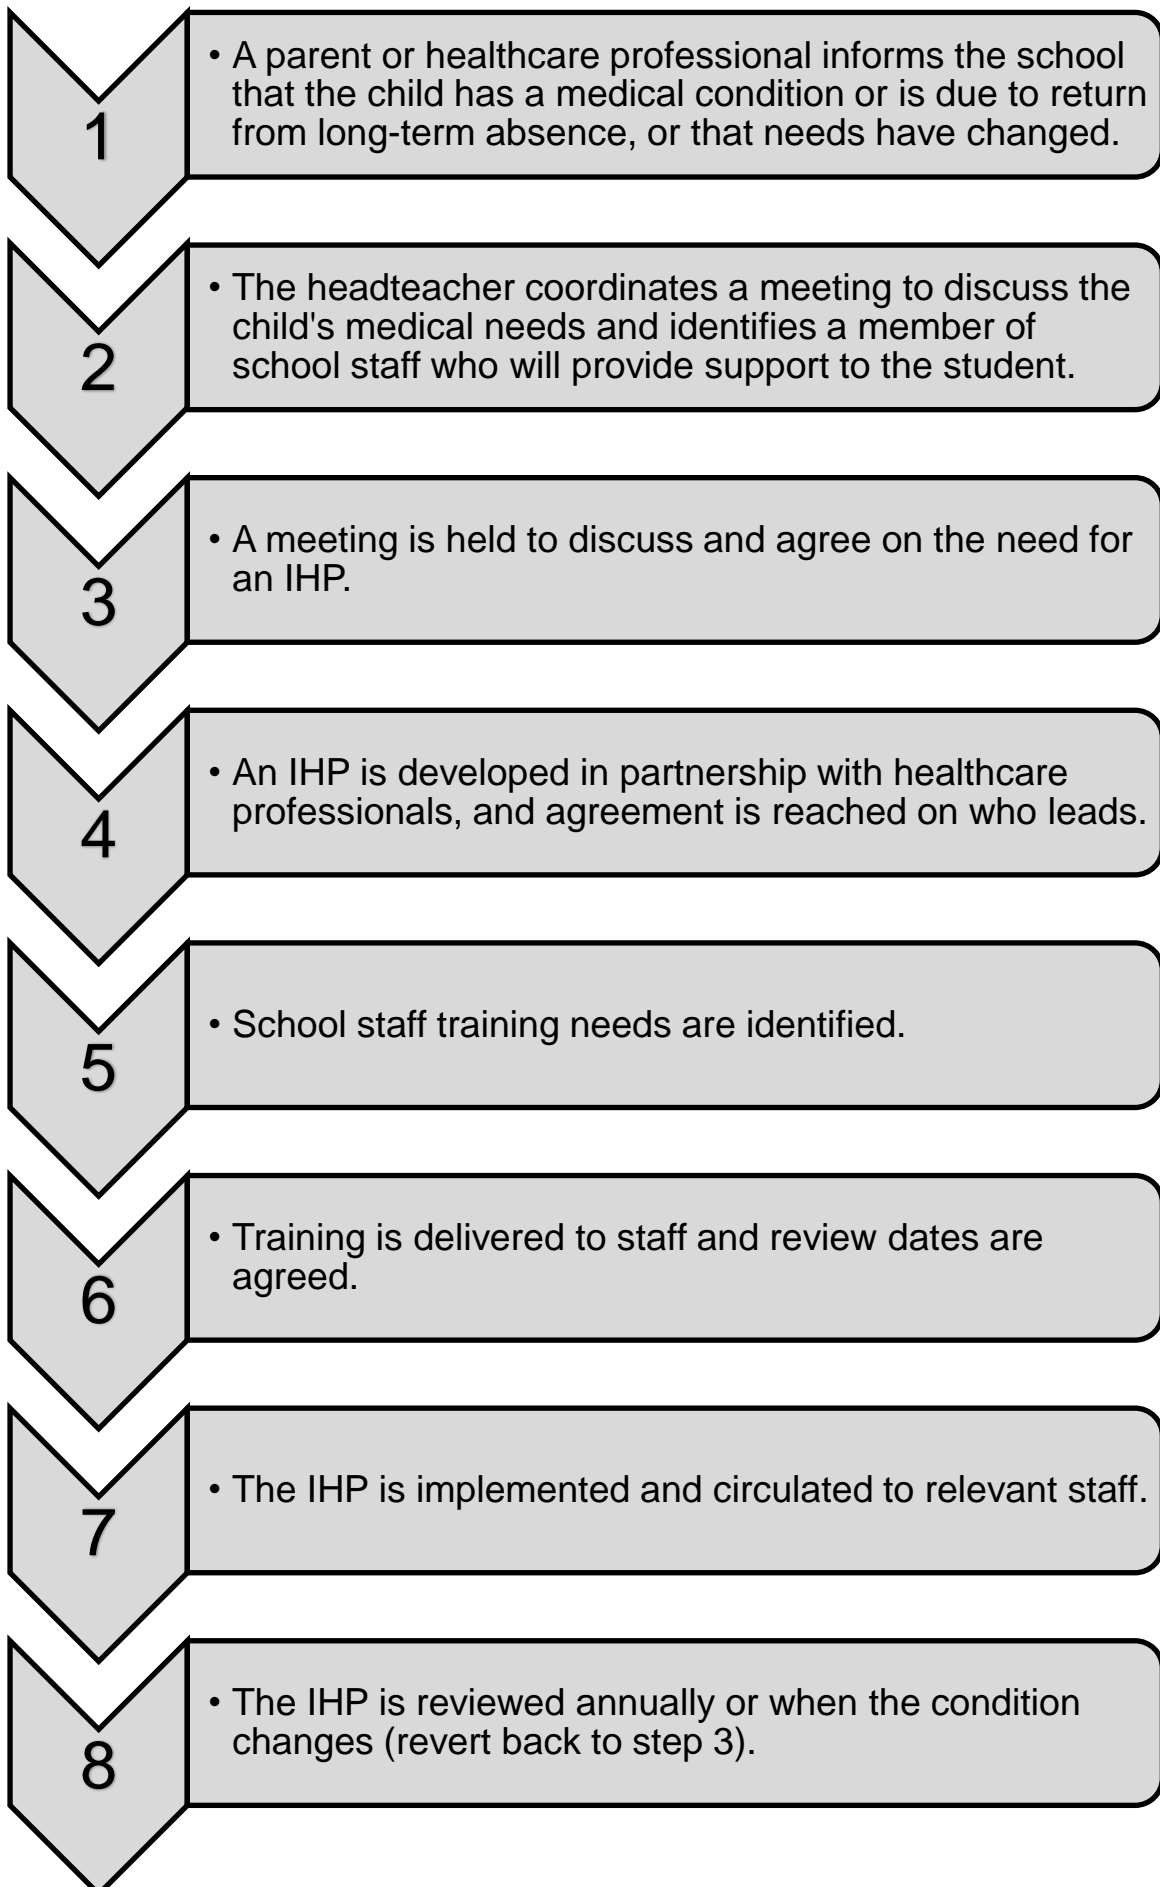 1
• A parent or healthcare professional informs the school
that the child has a medical condition or is due to return
from long-term absence, or that needs have changed.
2
• The headteacher coordinates a meeting to discuss the
child's medical needs and identifies a member of
school staff who will provide support to the student.
3
• A meeting is held to discuss and agree on the need for
an IHP.
4
• An IHP is developed in partnership with healthcare
professionals, and agreement is reached on who leads.
5
• School staff training needs are identified.
6
• Training is delivered to staff and review dates are
agreed.
7
• The IHP is implemented and circulated to relevant staff.
8
• The IHP is reviewed annually or when the condition
changes (revert back to step 3).